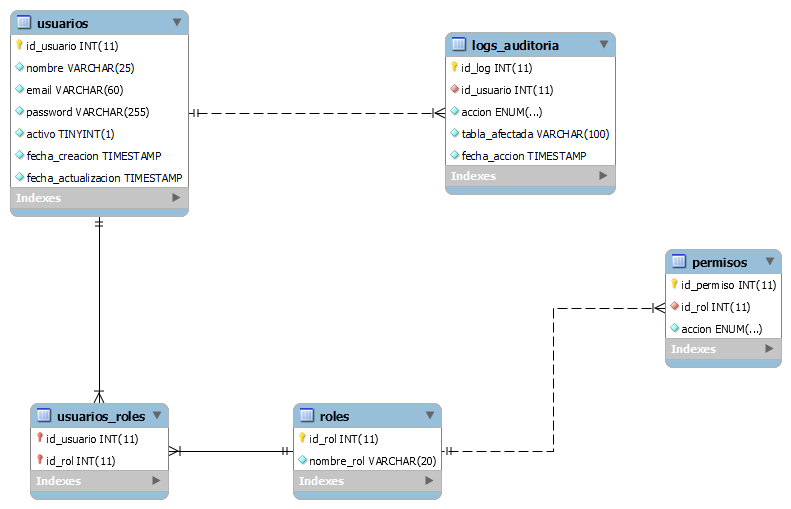 usuarios
id_usuario INT(11)
nombre VARCHAR(25)
email VARCHAR(60)
password VARCHAR(255)
activo TINYINT(1)
fecha_creacion TIMESTAMP
fecha_actualizacion TIMESTAMP
Indexes
logs_auditoria
id_log INT(11)
id_usuario INT(11)
accion ENUM(...)
tabla_afectada VARCHAR(100)
fecha_accion TIMESTAMP
Indexes
permisos
id_permiso INT(11)
id_rol INT(11)
accion ENUM(...)
Indexes
usuarios_roles
id_usuario INT(11)
id_rol INT(11)
Indexes
roles
id_rol INT(11)
nombre_rol VARCHAR(20)
Indexes